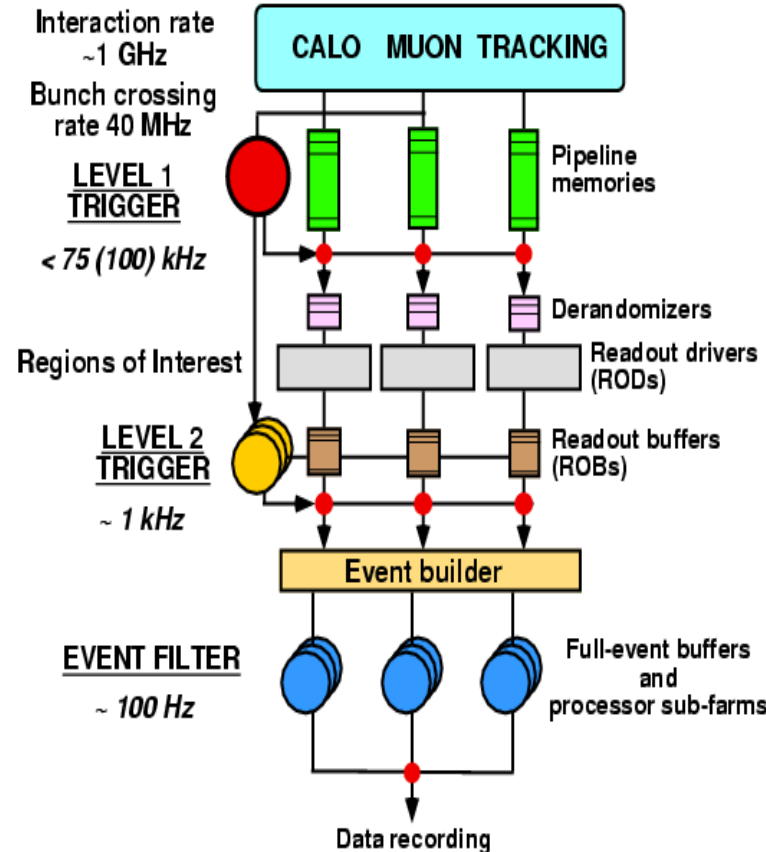 Interaction rate
~1 GHz
CALO MUON TRACKING
Bunch crossing
rate 40 MHz
LEVEL 1
TRIGGER
Pipeline
memories
< 75 (100) kHz
Derandomizers
Regions of Interest
Readout drivers
(RODs)
LEVEL 2
TRIGGER
Readout buffers
(ROBs)
~ 1 kHz
Event builder
EVENT FILTER
Full-event buffers
and
processor sub-farms
~ 100 Hz
Data recording